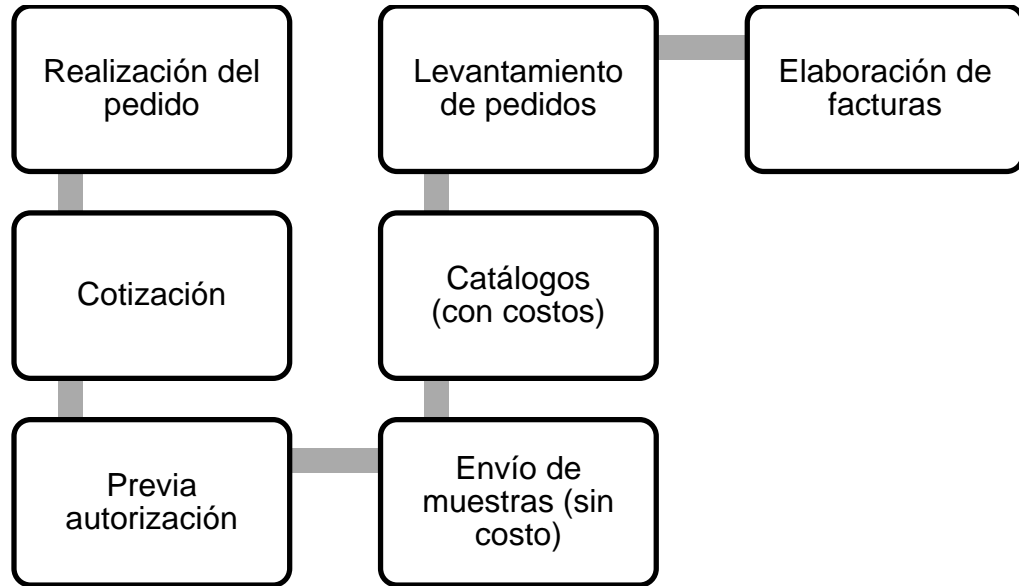 Realización del
pedido
Cotización
Previa
autorización
Envío de
muestras (sin
costo)
Catálogos
(con costos)
Levantamiento
de pedidos
Elaboración de
facturas